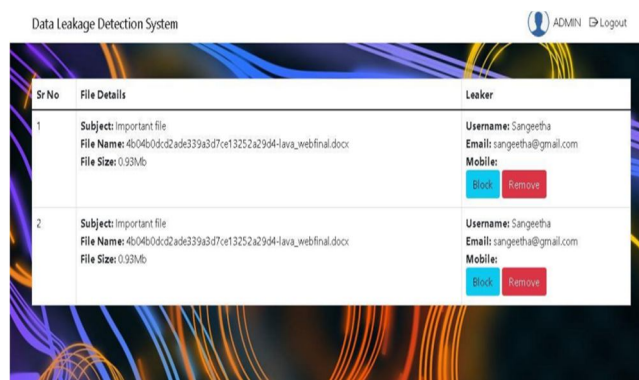 Data Leakage Detection System
ADMIN Logout
Sr No File Details Leaker
1 Subject: Important file Username: Sangeetha
File Name: 4b04b0dcd2ade339a3d7ce13252a29d4-lava_webfinal.docx Email: sangeetha@gmail.com
File Size: 0.93Mb Mobile:
Block Remove
2 Subject: Important file Username: Sangeetha
File Name: 4b04b0dcd2ade339a3d7ce13252a29d4-lava_webfinal.docx Email: sangeetha@gmail.com
File Size: 0.93Mb Mobile:
Block Remove